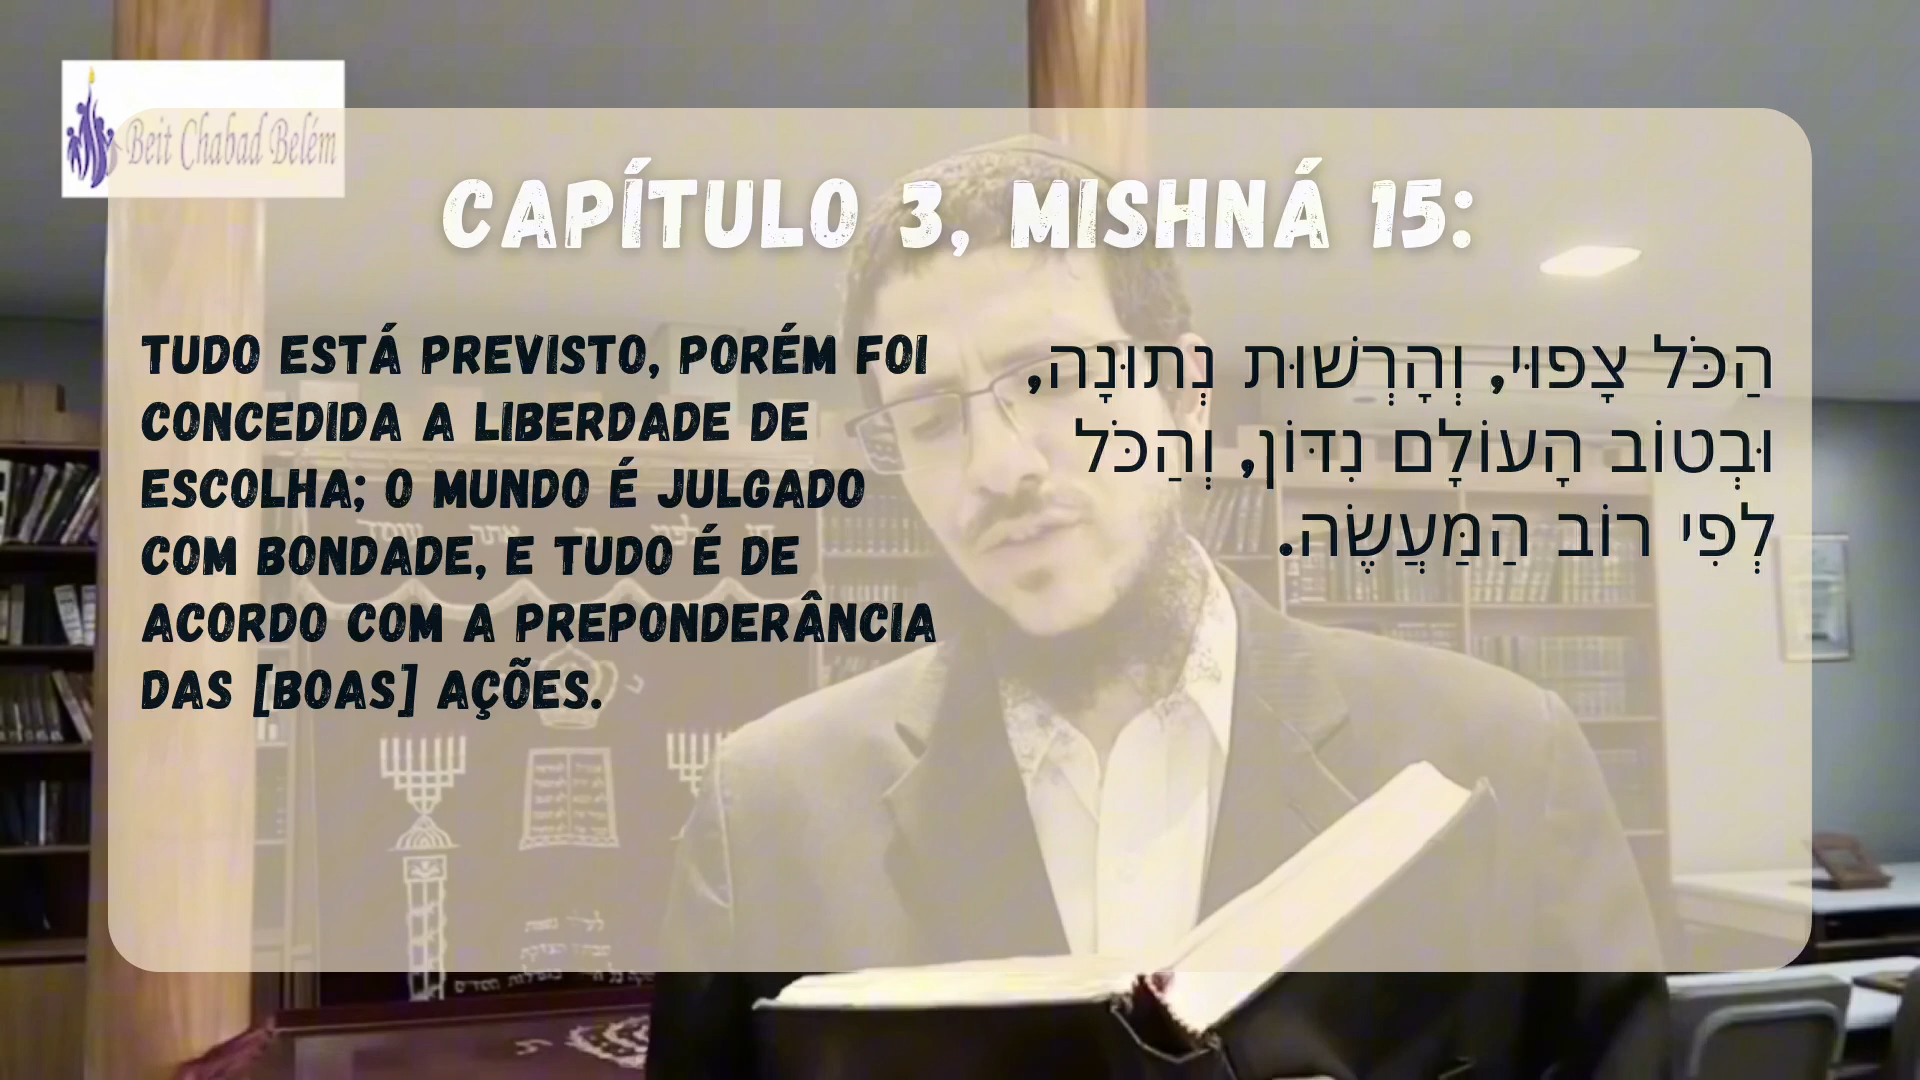 Beit Chabad Belém
CAPÍTULO 3, MISHNÁ 15:
TUDO ESTÁ PREVISTO, PORÉM FOI
CONCEDIDA A LIBERDADE DE
ESCOLHA; O MUNDO É JULGADO
COM BONDADE, E TUDO É DE
ACORDO COM A PREPONDERÂNCIA
DAS [BOAS] AÇÕES.
הַכֹּל צָפוּי, וְהָרְשׁוּת נְתוּנָה,
וּבְטוֹב הָעוֹלָם נִדּוֹן, וְהַכֹּל
לְפִי רוֹב הַמַּעֲשֶׂה.